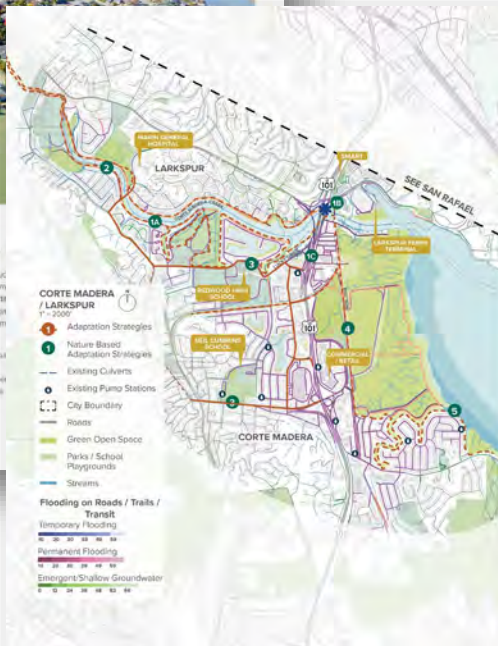 MARIN GENERAL
HOSPITAL
LARKSPUR
SMART
101
SEE SAN RAFAEL
2
1A
1B
LARKSPUR FERRY
TERMINAL
1C
3
REDWOOD HIGH
SCHOOL
CORTE MADERA
/ LARKSPUR
1" = 2000'
N
1 Adaptation Strategies
1 Nature Based
Adaptation Strategies
Existing Culverts
Existing Pump Stations
City Boundary
Roads
Green Open Space
Parks / School
Playgrounds
Streams
Flooding on Roads / Trails /
Transit
Temporary Flooding
Permanent Flooding
Emergent/Shallow Groundwater
4
101
NEIL CUMMINS
SCHOOL
COMMERCIAL
/ RETAIL
3
5
CORTE MADERA